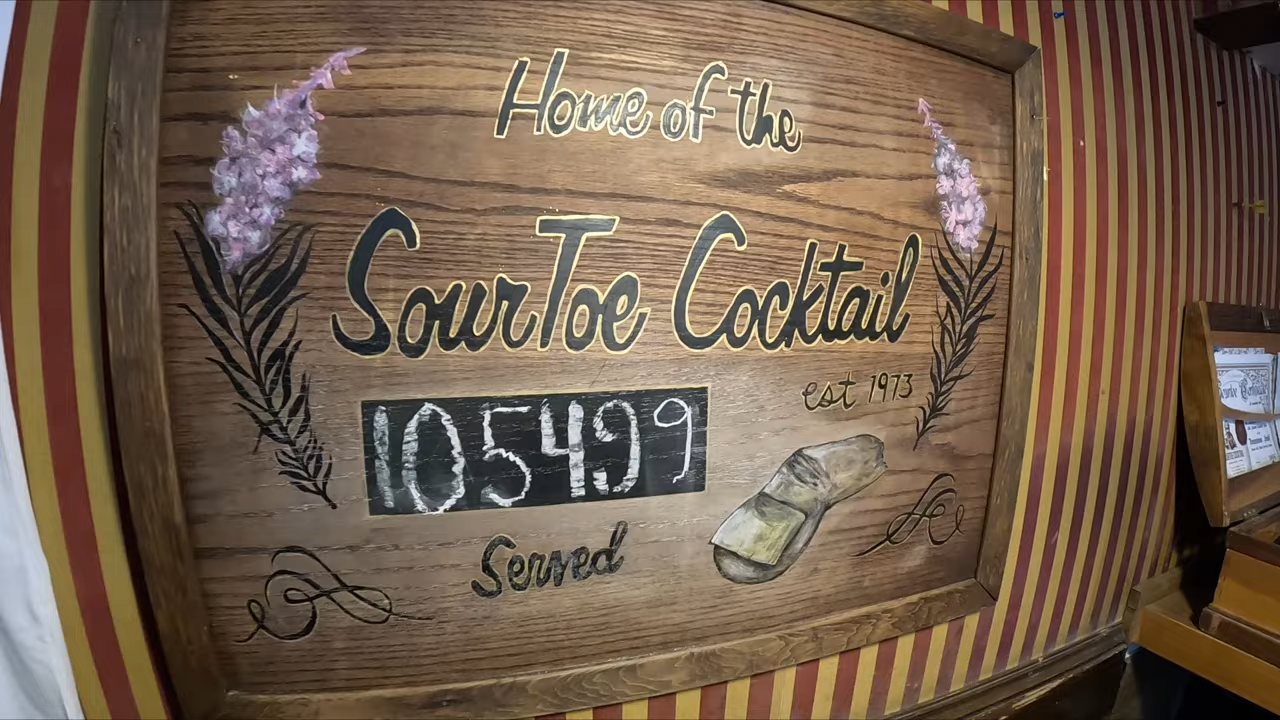 Home of the
SourToe Cocktail
est 1973
105499
Served